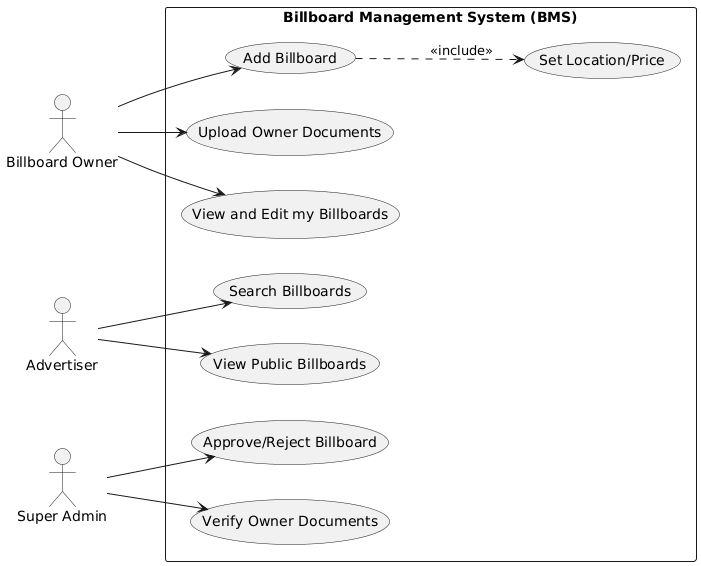 Billboard Management System (BMS)
Add Billboard
«include»
Set Location/Price
Billboard Owner
Upload Owner Documents
View and Edit my Billboards
Search Billboards
Advertiser
View Public Billboards
Approve/Reject Billboard
Super Admin
Verify Owner Documents